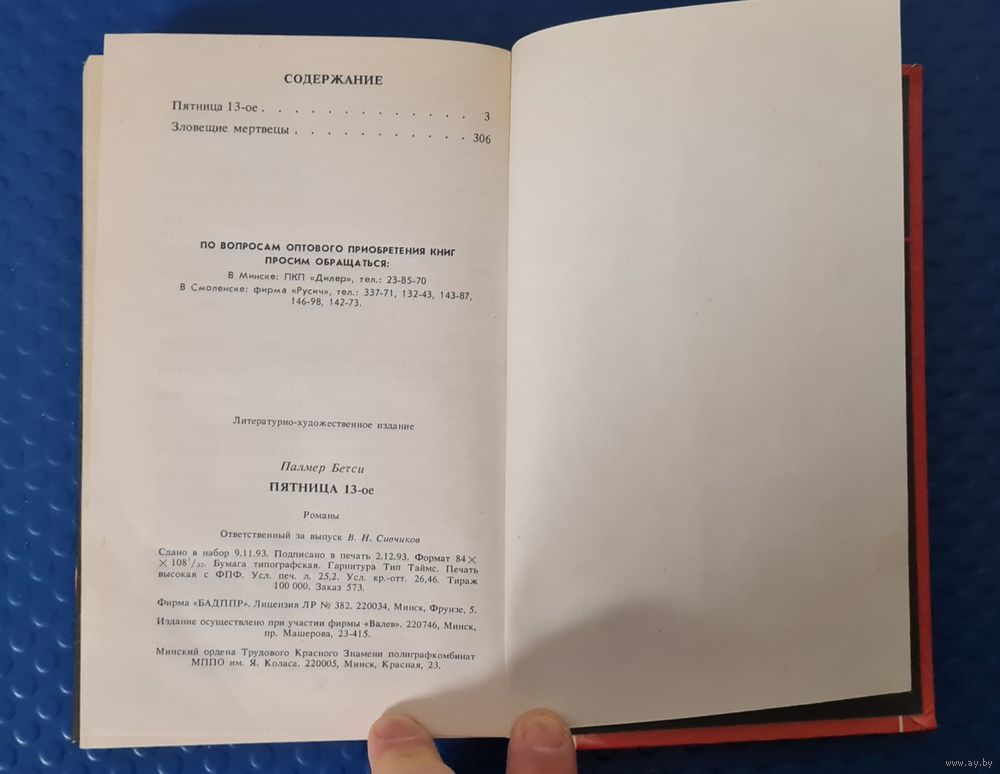 СОДЕРЖАНИЕ
Пятница 13-ое . . . . . . . . . . . . 3
Зловещие мертвецы . . . . . . . . . . 306
ПО ВОПРОСАМ ОПТОВОГО ПРИОБРЕТЕНИЯ КНИГ
ПРОСИМ ОБРАЩАТЬСЯ:
В Минске: ПКП «Дилер», тел.: 23-85-70
В Смоленске: фирма «Русич», тел.: 337-71, 132-43, 143-87,
146-98, 142-73.
Литературно-художественное издание
Палмер Бетси
ПЯТНИЦА 13-ое
Романы
Ответственный за выпуск В. Н. Сивчиков
Сдано в набор 9.11.93. Подписано в печать 2.12.93. Формат 84×
×108¹/₃₂. Бумага типографская. Гарнитура Тип Таймс. Печать
высокая с ФПФ. Усл. печ. л. 25,2. Усл. кр.-отт. 26,46. Тираж
100 000. Заказ 573.
Фирма «БАДППР». Лицензия ЛР № 382. 220034, Минск, Фрунзе, 5.
Издание осуществлено при участии фирмы «Валев». 220746, Минск,
пр. Машерова, 23-415.
Минский ордена Трудового Красного Знамени полиграфкомбинат
МППО им. Я. Коласа. 220005, Минск, Красная, 23.
www.ay.by